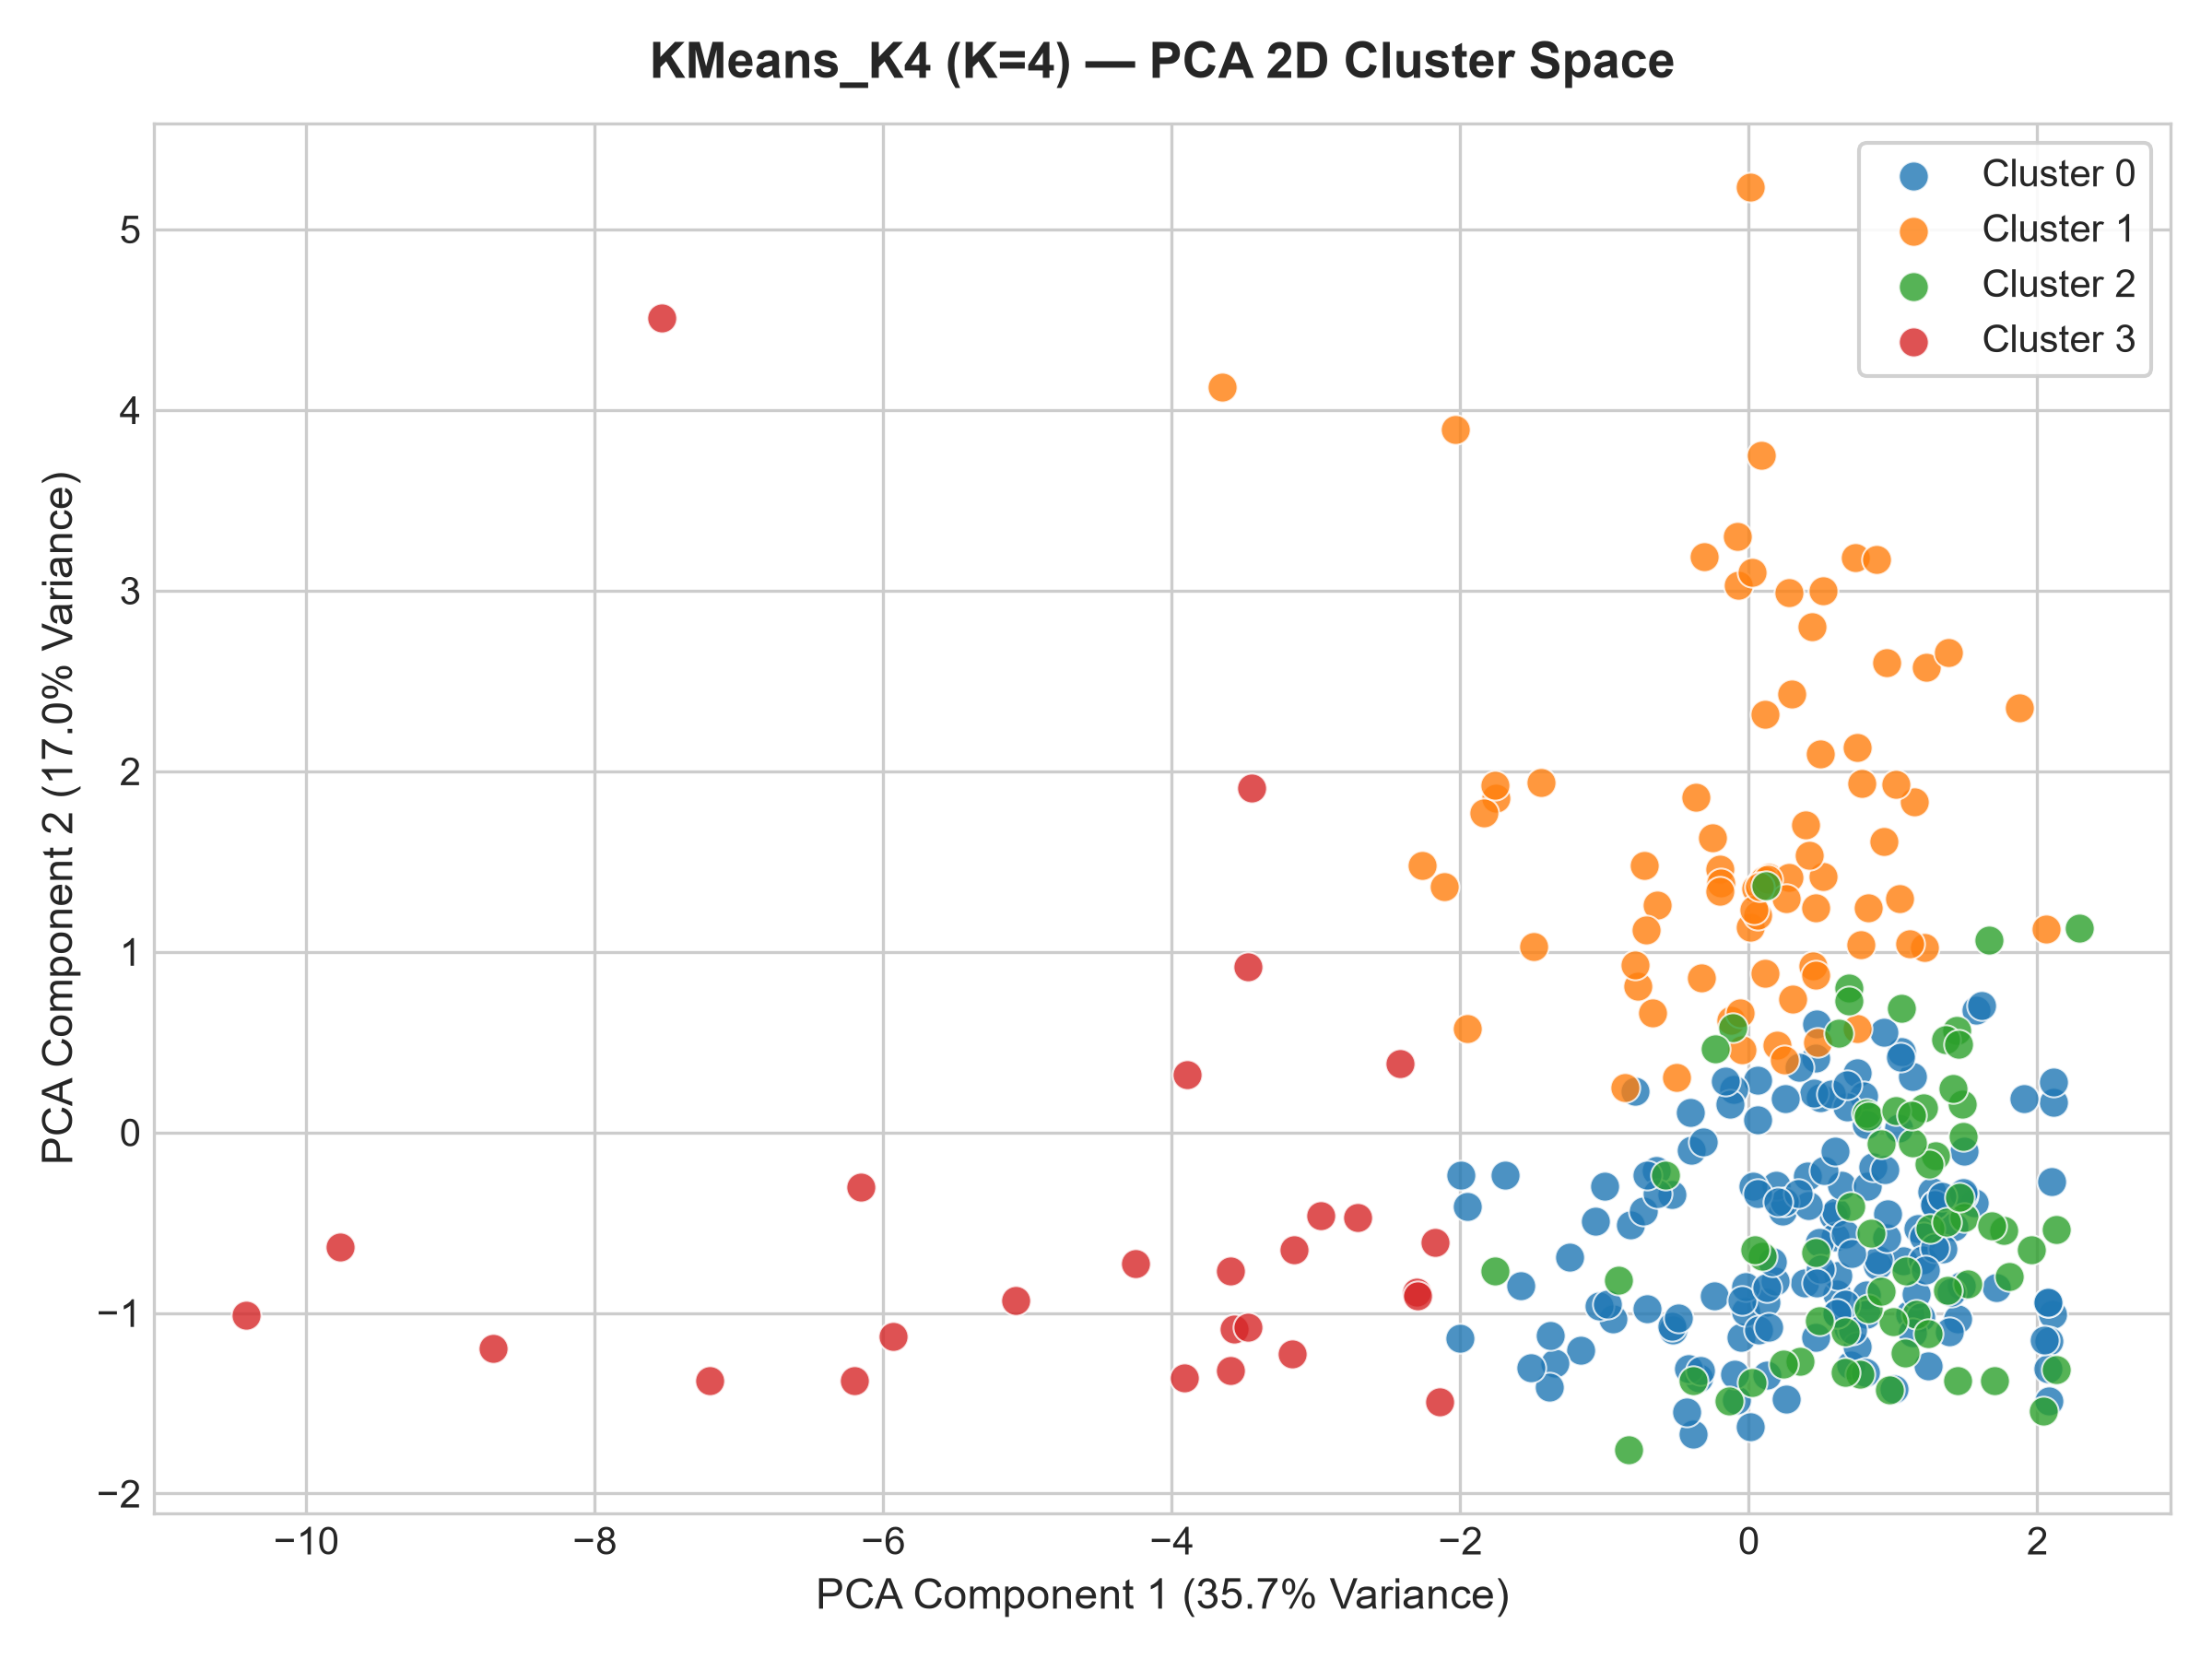 KMeans_K4 (K=4) — PCA 2D Cluster Space
Cluster 0
Cluster 1
Cluster 2
Cluster 3
PCA Component 2 (17.0% Variance)
5
4
3
2
1
0
−1
−2
−10 −8 −6 −4 −2 0 2
PCA Component 1 (35.7% Variance)